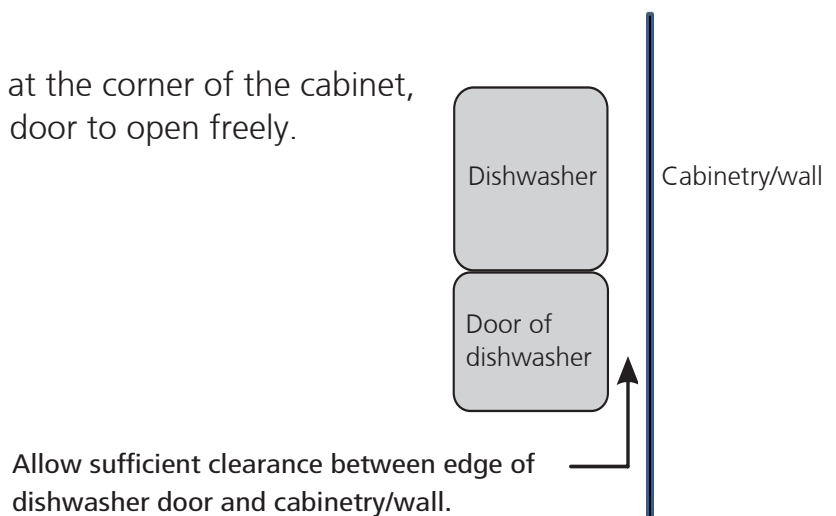 at the corner of the cabinet,
door to open freely.
Dishwasher
Cabinetry/wall
Door of
dishwasher
Allow sufficient clearance between edge of
dishwasher door and cabinetry/wall.